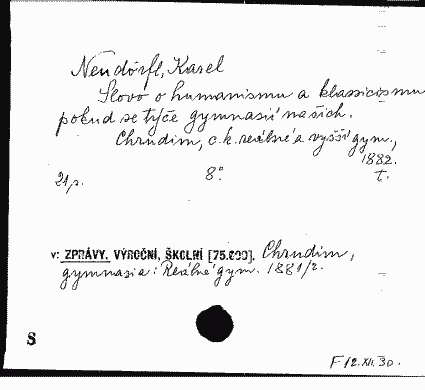 Neudörfl, Karel
Slovo o humanismu a klassicismu
pokud se týče gymnasií našich.
Chrudim, c.k. reálné a vyšší gym.,
1882.
21 p. 8° t.
v: ZPRÁVY, VÝROČNÍ, ŠKOLNÍ [75.890], Chrudim,
gymnasia: Reálné gym. 1881/2.
S
F 12.XII.30.